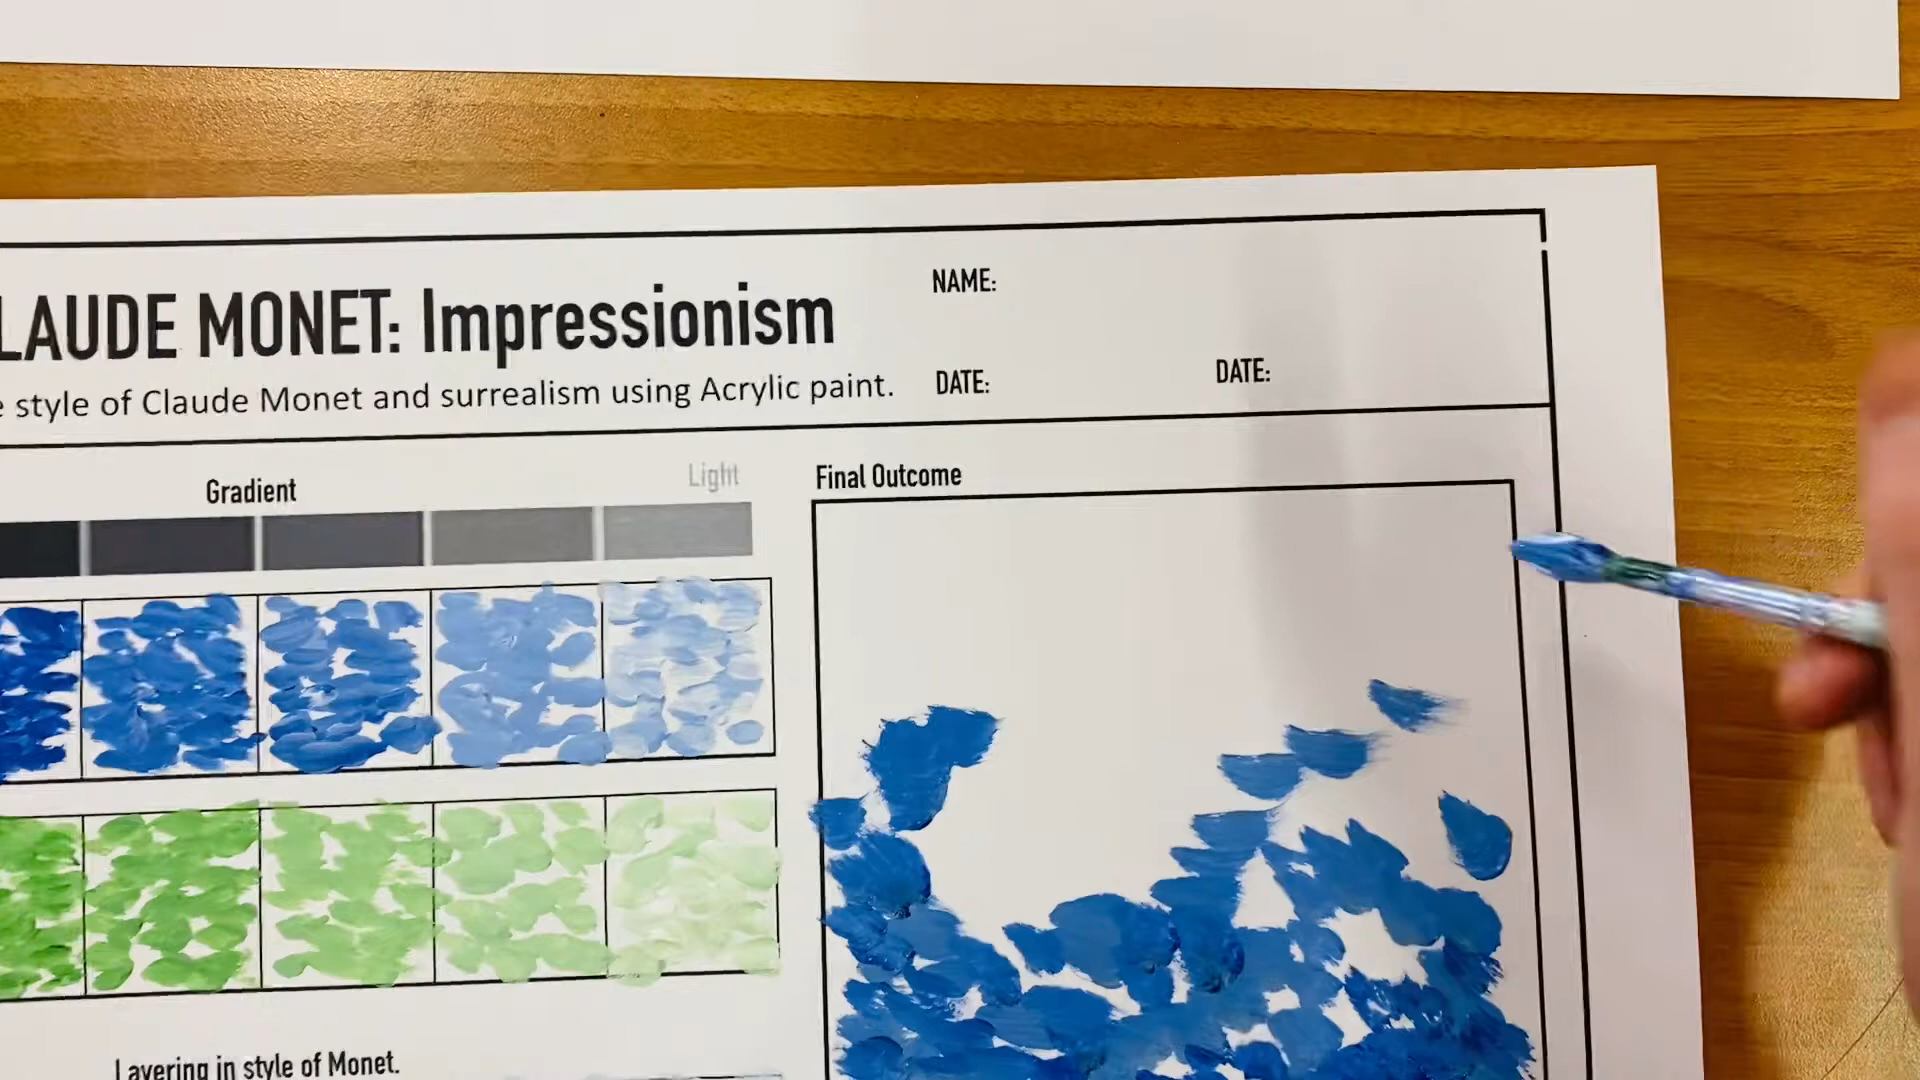 LAUDE MONET: Impressionism
NAME:
e style of Claude Monet and surrealism using Acrylic paint.
DATE:
DATE:
Gradient
Light
Final Outcome
Layering in style of Monet.